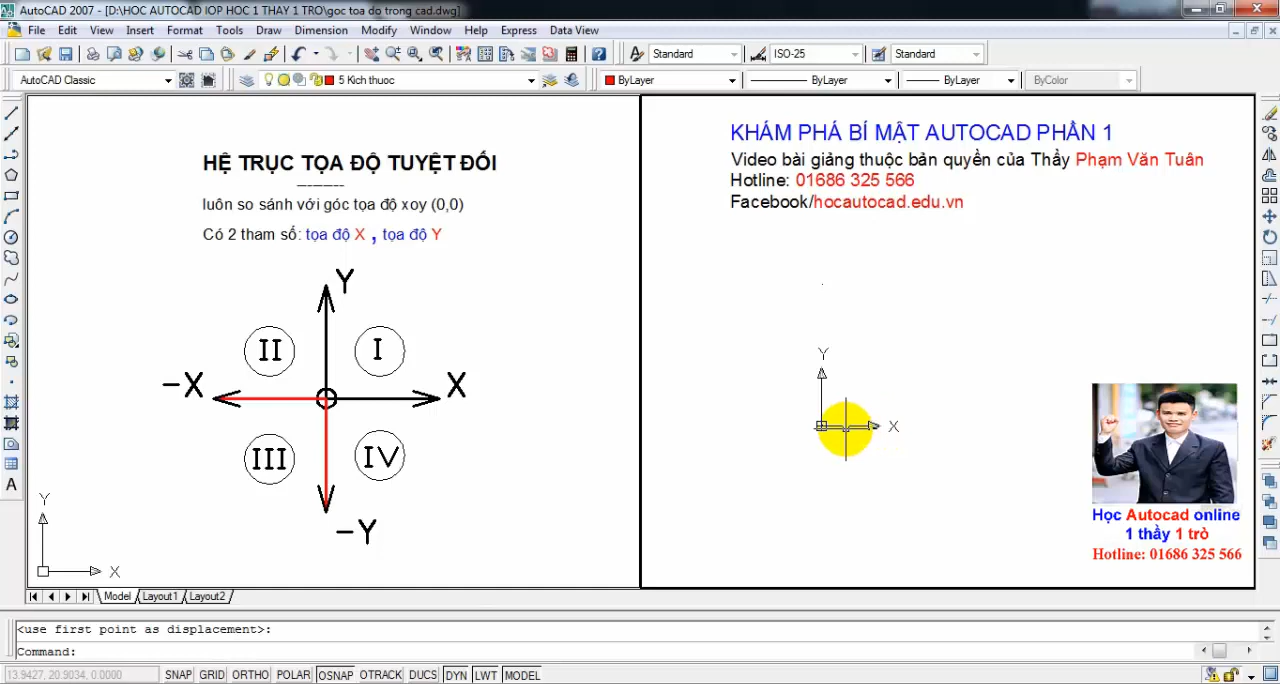 AutoCAD 2007 - [D:\HOC AUTOCAD lOP HOC 1 THAY 1 TRO\goc toa do trong cad.dwg]
File Edit View Insert Format Tools Draw Dimension Modify Window Help Express Data View
Standard ISO-25 Standard
AutoCAD Classic 5 Kich thuoc ByLayer ByLayer ByLayer ByColor
HỆ TRỤC TỌA ĐỘ TUYỆT ĐỐI
luôn so sánh với góc tọa độ xoy (0,0)
Có 2 tham số: tọa độ X , tọa độ Y
Y
II I
-X X
III IV
-Y
Y
X
KHÁM PHÁ BÍ MẬT AUTOCAD PHẦN 1
Video bài giảng thuộc bản quyền của Thầy Phạm Văn Tuân
Hotline: 01686 325 566
Facebook/hocautocad.edu.vn
Y
X
Học Autocad online
1 thầy 1 trò
Hotline: 01686 325 566
A
Model Layout1 Layout2
<use first point as displacement>:
Command:
13.9427, 20.9034, 0.0000 SNAP GRID ORTHO POLAR OSNAP OTRACK DUCS DYN LWT MODEL